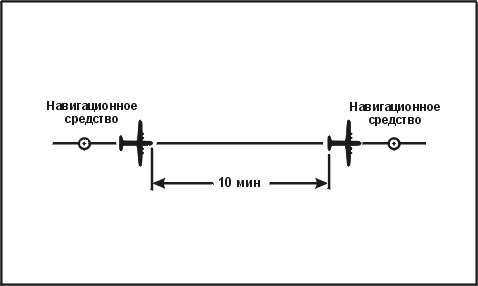 Навигационное
средство
Навигационное
средство
10 мин